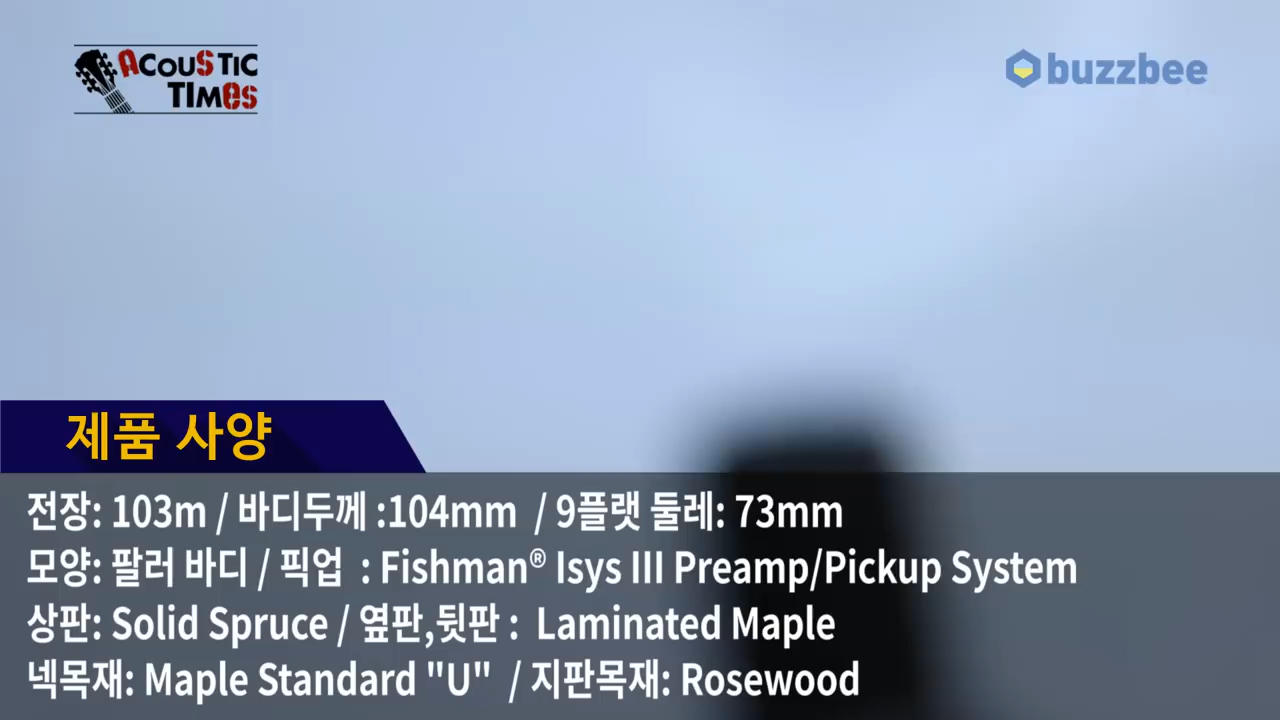 ACOUSTIC
TIMES
buzzbee
제품 사양
전장: 103m / 바디두께 :104mm / 9플랫 둘레: 73mm
모양: 팔러 바디 / 픽업 : Fishman® Isys III Preamp/Pickup System
상판: Solid Spruce / 옆판,뒷판 : Laminated Maple
넥목재: Maple Standard "U" / 지판목재: Rosewood